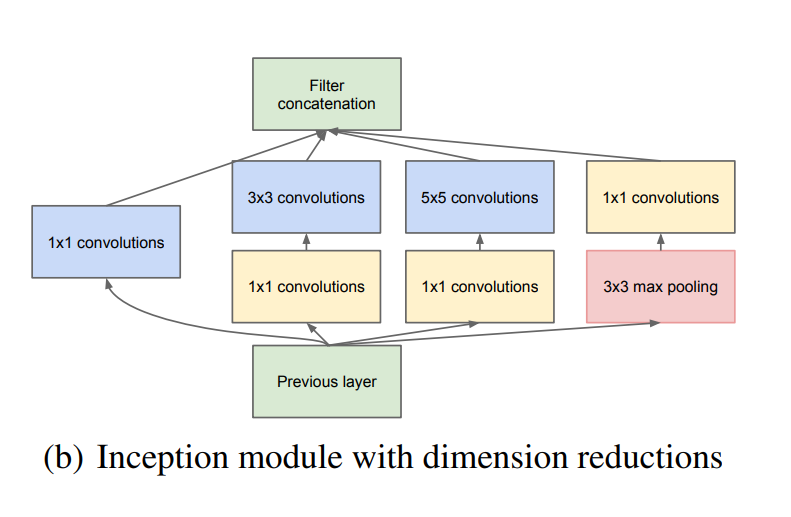 Filter
concatenation
3x3 convolutions
5x5 convolutions
1x1 convolutions
1x1 convolutions
1x1 convolutions
1x1 convolutions
3x3 max pooling
Previous layer
(b) Inception module with dimension reductions